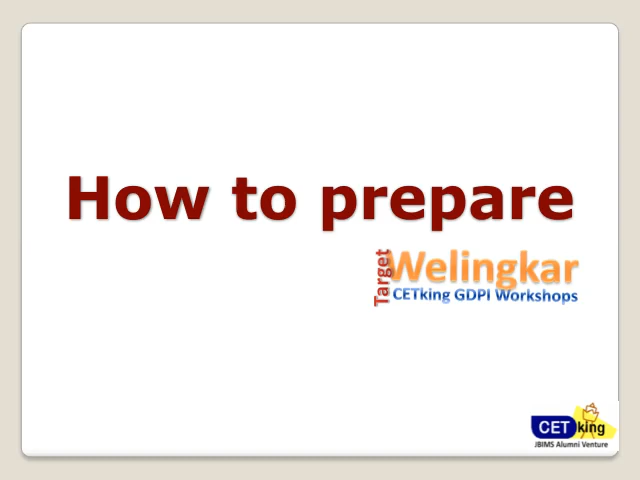 How to prepare
Target
Welingkar
CETking GDPI Workshops
CET king
JBIMS Alumni Venture